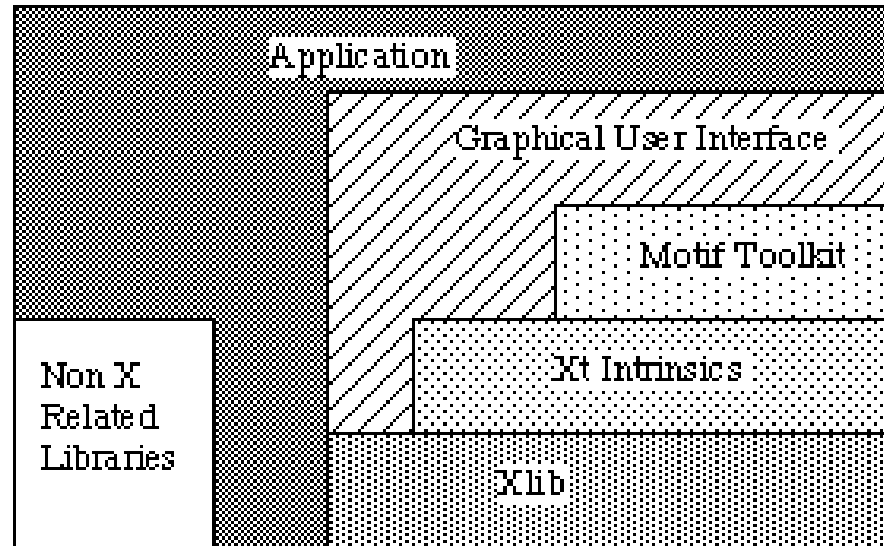 Application
Graphical User Interface
Motif Toolkit
Xt Intrinsics
Non X
Related
Libraries
Xlib